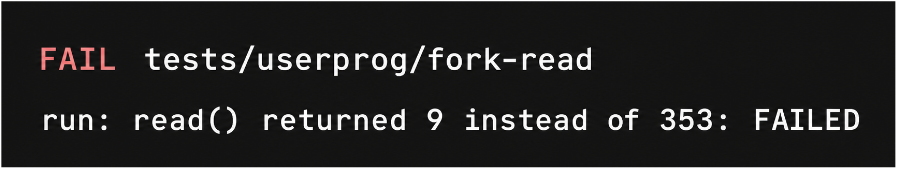 FAIL tests/userprog/fork-read
run: read() returned 9 instead of 353: FAILED